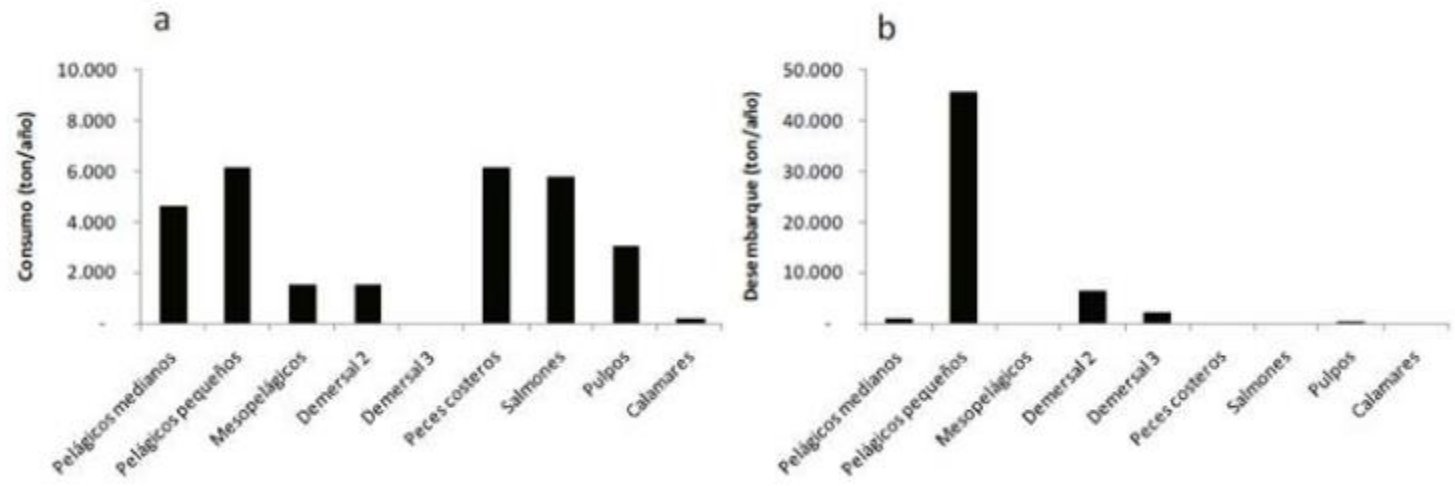 a
Consumo (ton/año)
10.000
8.000
6.000
4.000
2.000
-
Pelágicos medianos
Pelágicos pequeños
Mesopelágicos
Demersal 2
Demersal 3
Peces costeros
Salmones
Pulpos
Calamares
b
Desembarque (ton/año)
50.000
40.000
30.000
20.000
10.000
-
Pelágicos medianos
Pelágicos pequeños
Mesopelágicos
Demersal 2
Demersal 3
Peces costeros
Salmones
Pulpos
Calamares